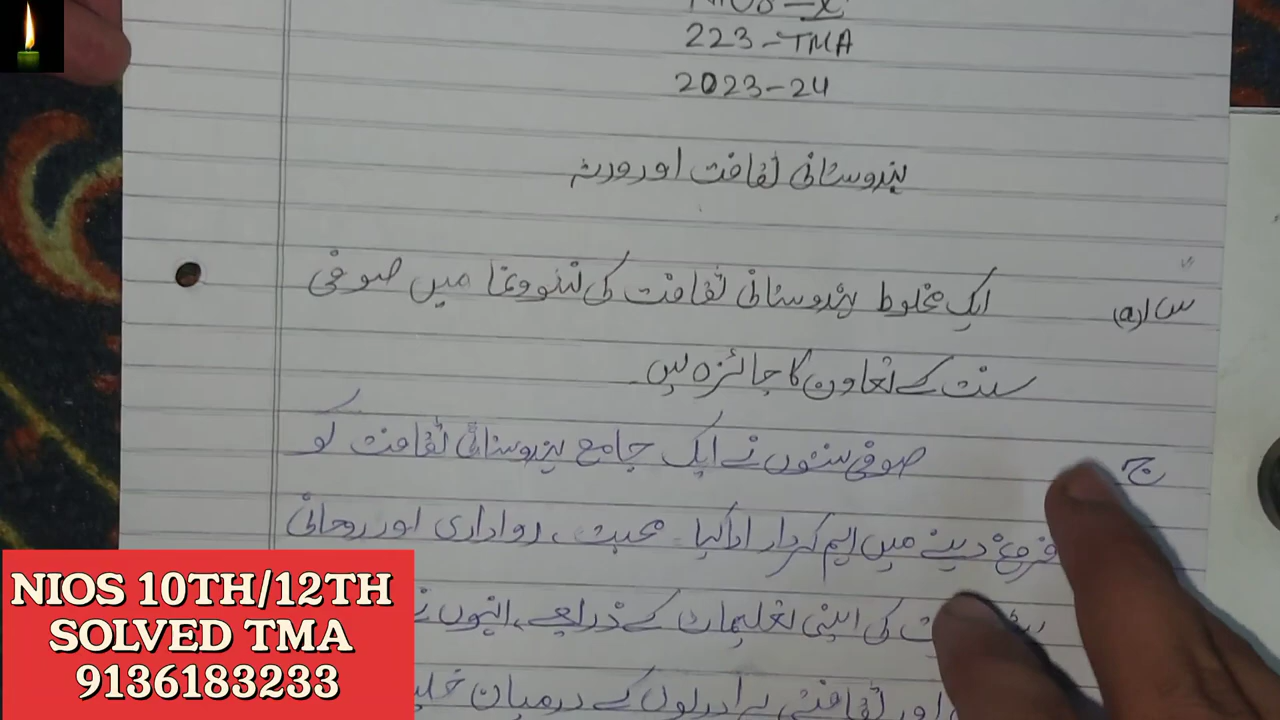 NIOS-X
223-TMA
2023-24
ہندوستانی ثقافت اور ورثہ
ایک مخلوط ہندوستانی ثقافت کی نشوونما میں صوفی
سنت کے تعاون کا جائزہ لیں
ج صوفی سنتوں نے ایک جامع ہندوستانی ثقافت کو
فروغ دینے میں اہم کردار ادا کیا۔ محبت، رواداری اور روحانی
کی اپنی تعلیمات کے ذریعے، انہوں نے
اور ثقافتی برادریوں کے درمیان
NIOS 10TH/12TH
SOLVED TMA
9136183233